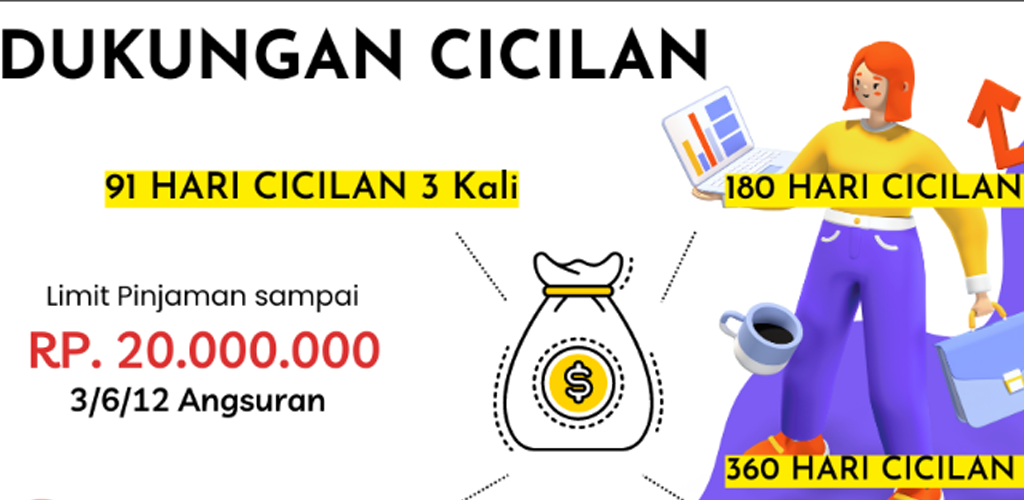 DUKUNGAN CICILAN
91 HARI CICILAN 3 Kali
180 HARI CICILAN
Limit Pinjaman sampai
RP. 20.000.000
3/6/12 Angsuran
360 HARI CICILAN